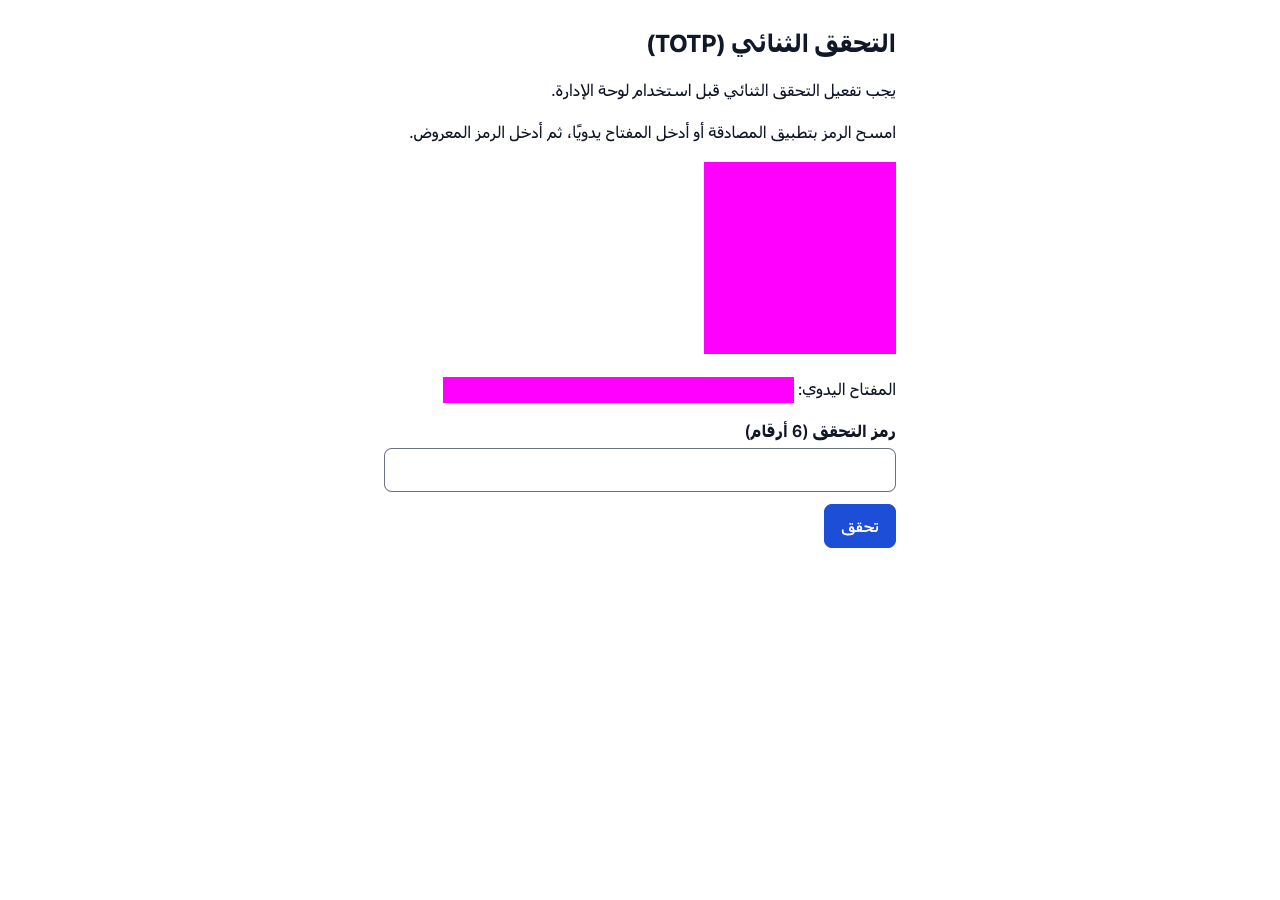 التحقق الثنائي (TOTP)
يجب تفعيل التحقق الثنائي قبل استخدام لوحة الإدارة.
امسح الرمز بتطبيق المصادقة أو أدخل المفتاح يدويًا، ثم أدخل الرمز المعروض.
المفتاح اليدوي:
رمز التحقق (6 أرقام)
تحقق